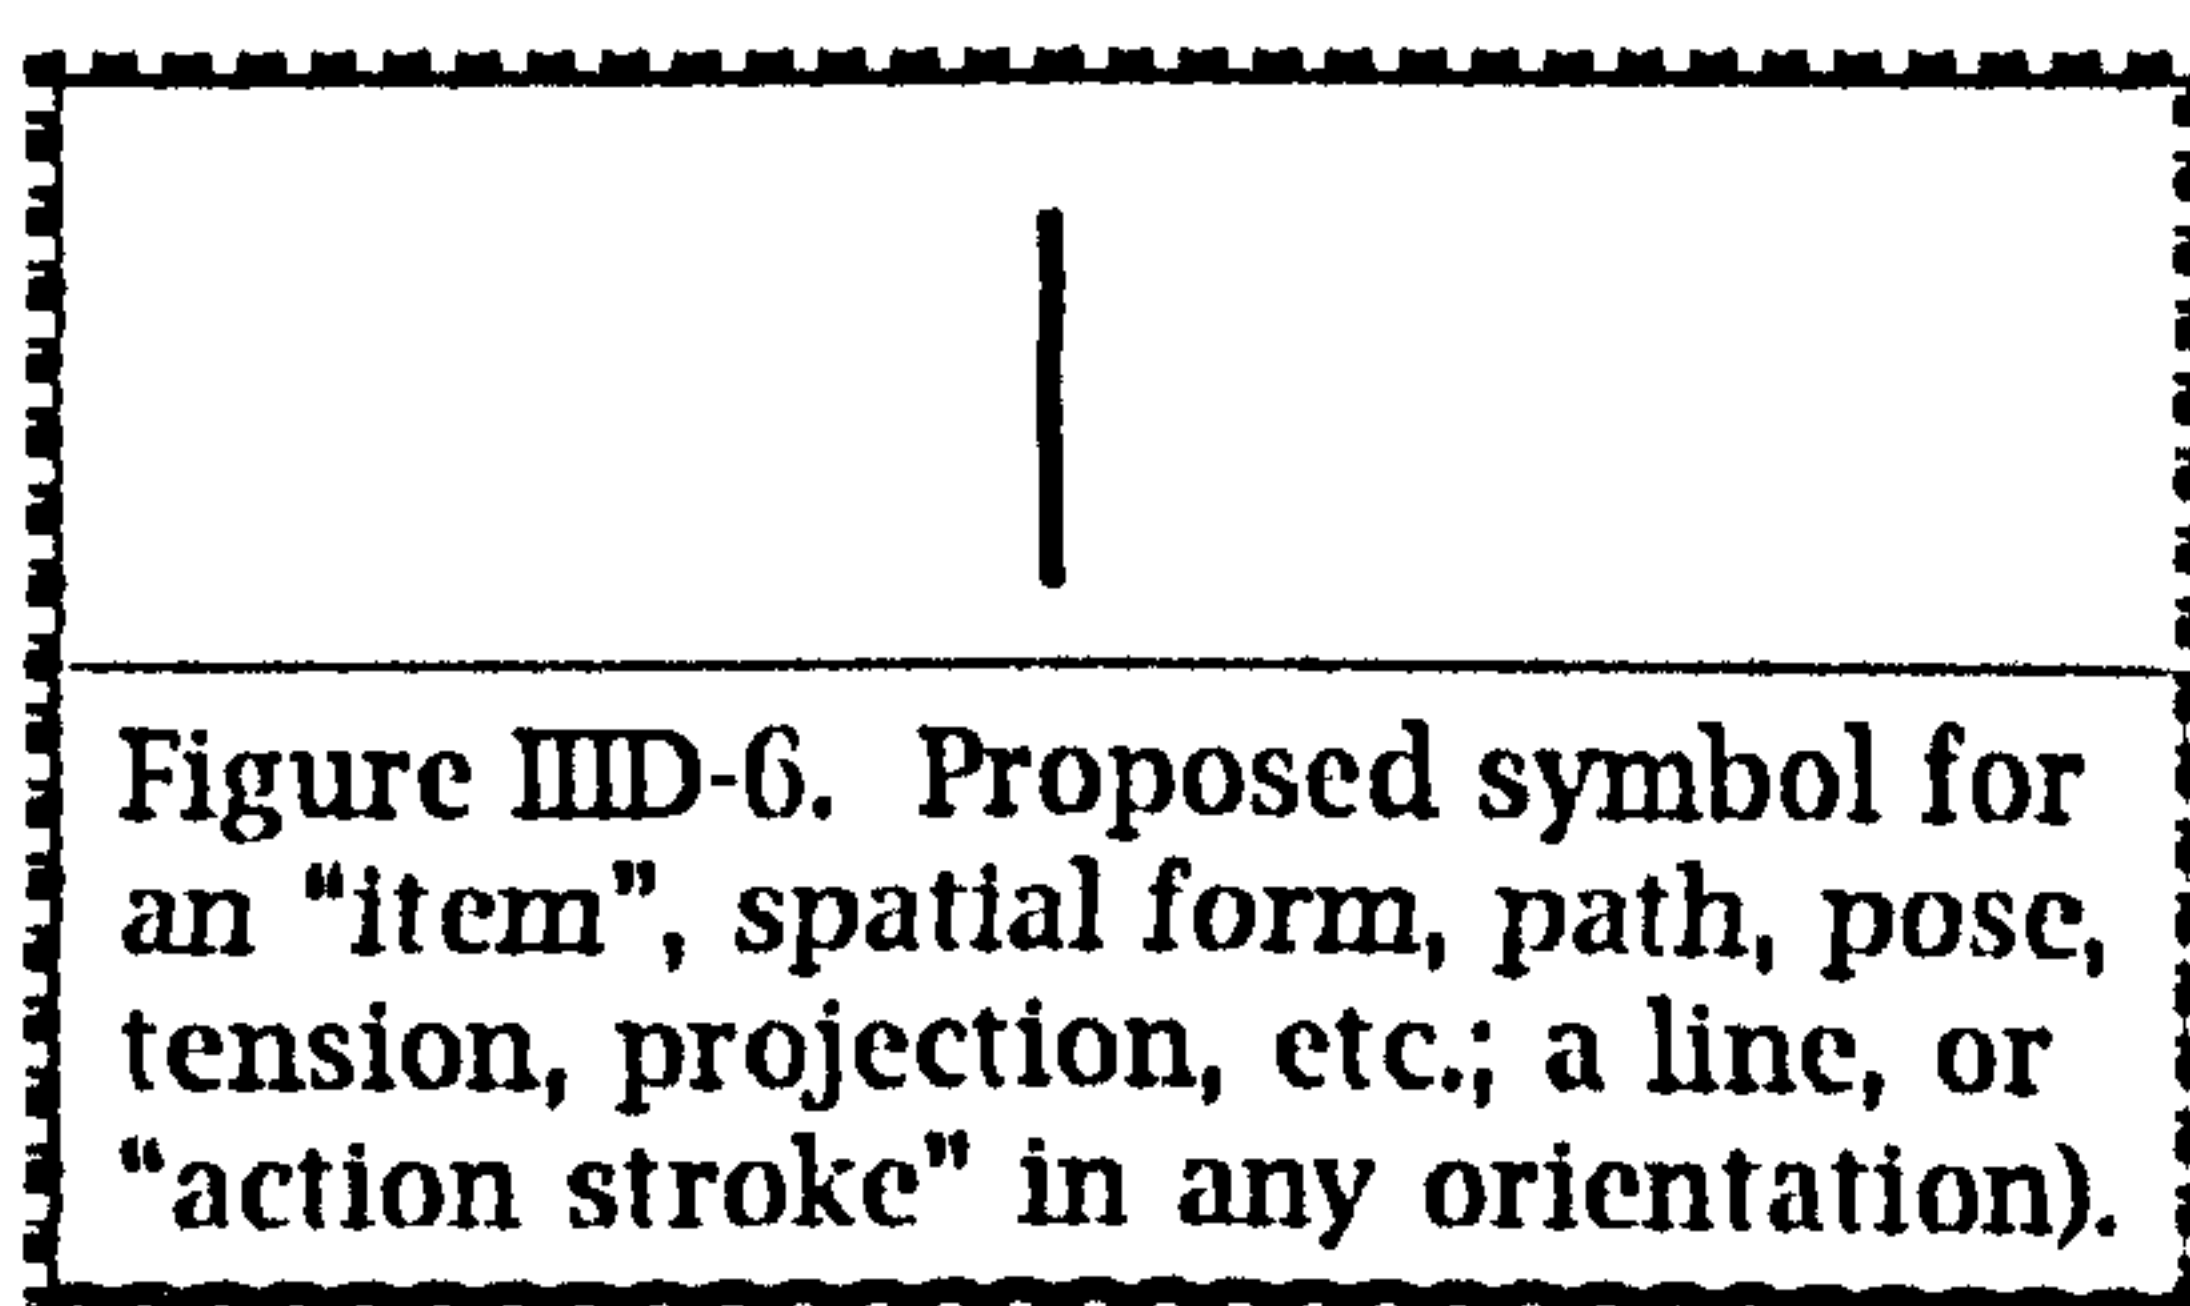 Figure IIID-6. Proposed symbol for
an “item”, spatial form, path, pose,
tension, projection, etc.; a line, or
“action stroke” in any orientation).